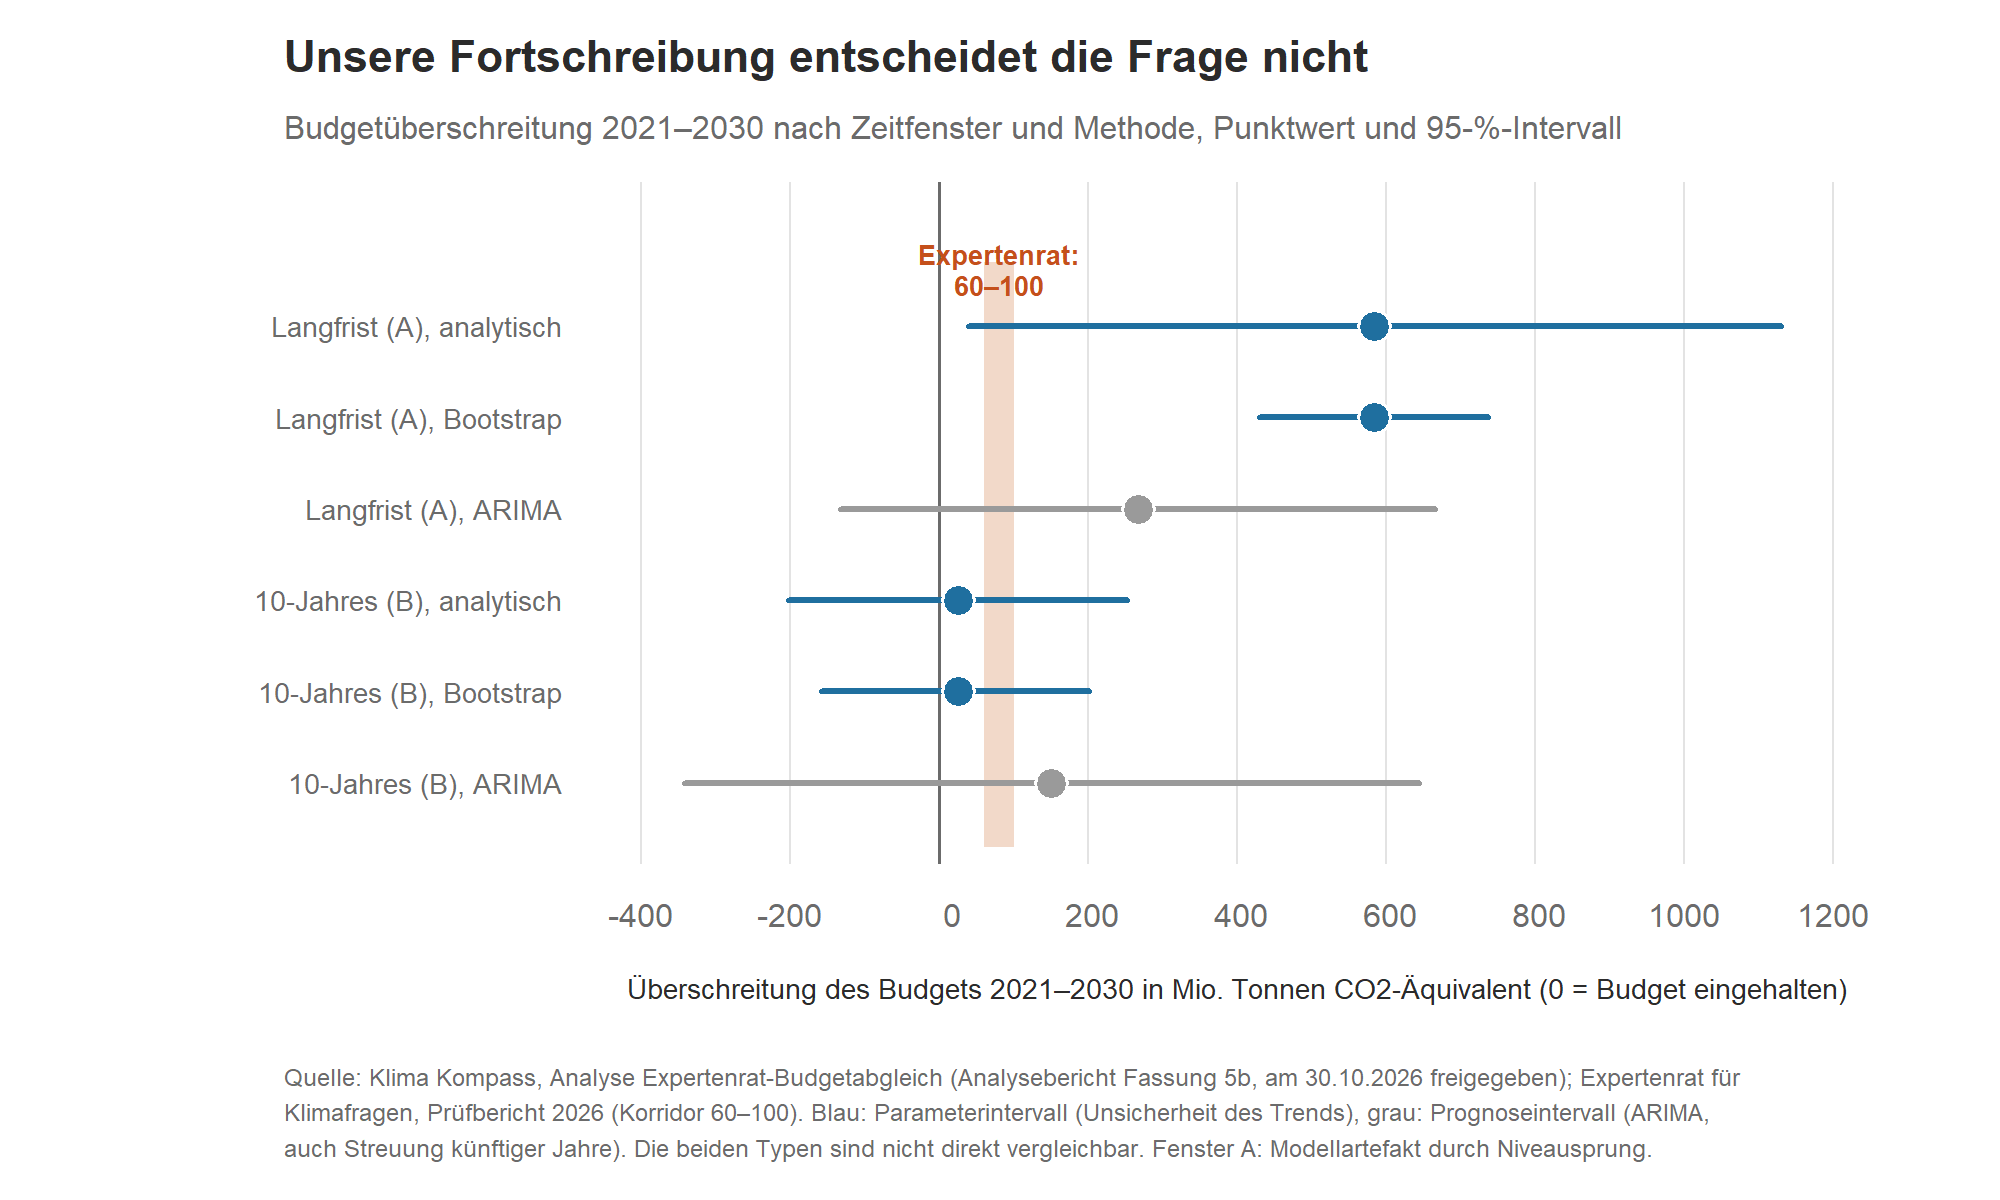 Unsere Fortschreibung entscheidet die Frage nicht
Budgetüberschreitung 2021–2030 nach Zeitfenster und Methode, Punktwert und 95-%-Intervall
Expertenrat:
60–100
Langfrist (A), analytisch
Langfrist (A), Bootstrap
Langfrist (A), ARIMA
10-Jahres (B), analytisch
10-Jahres (B), Bootstrap
10-Jahres (B), ARIMA
-400 -200 0 200 400 600 800 1000 1200
Überschreitung des Budgets 2021–2030 in Mio. Tonnen CO2-Äquivalent (0 = Budget eingehalten)
Quelle: Klima Kompass, Analyse Expertenrat-Budgetabgleich (Analysebericht Fassung 5b, am 30.10.2026 freigegeben); Expertenrat für
Klimafragen, Prüfbericht 2026 (Korridor 60–100). Blau: Parameterintervall (Unsicherheit des Trends), grau: Prognoseintervall (ARIMA,
auch Streuung künftiger Jahre). Die beiden Typen sind nicht direkt vergleichbar. Fenster A: Modellartefakt durch Niveausprung.